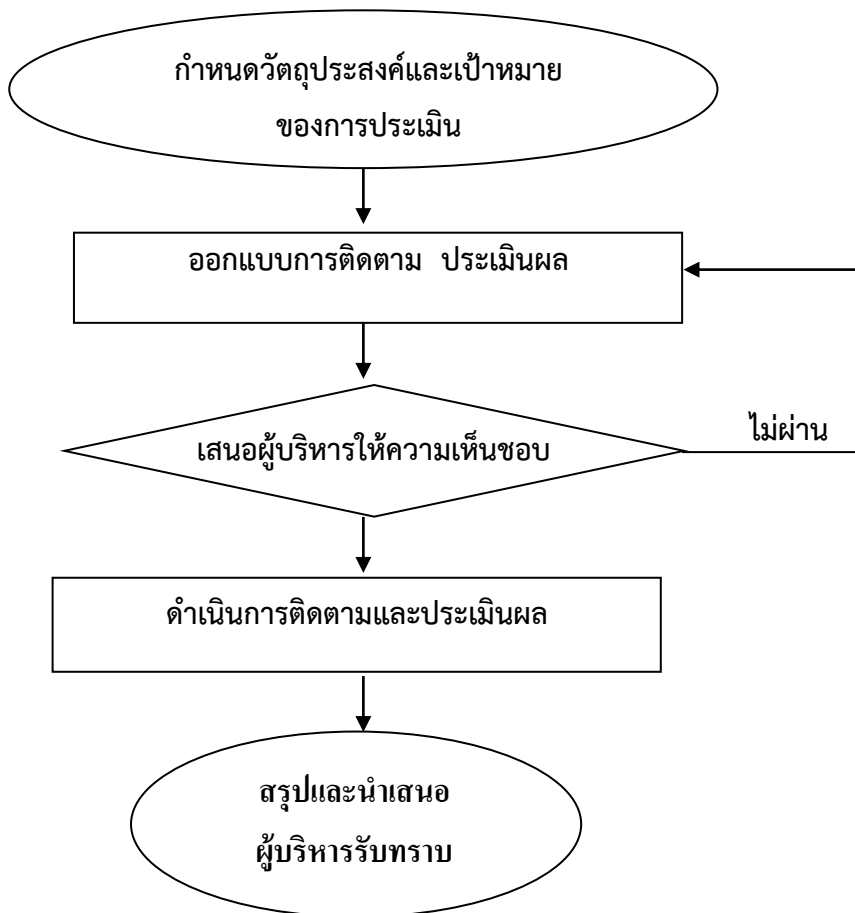 กำหนดวัตถุประสงค์และเป้าหมาย
ของการประเมิน
ออกแบบการติดตาม ประเมินผล
เสนอผู้บริหารให้ความเห็นชอบ
ไม่ผ่าน
ดำเนินการติดตามและประเมินผล
สรุปและนำเสนอ
ผู้บริหารรับทราบ